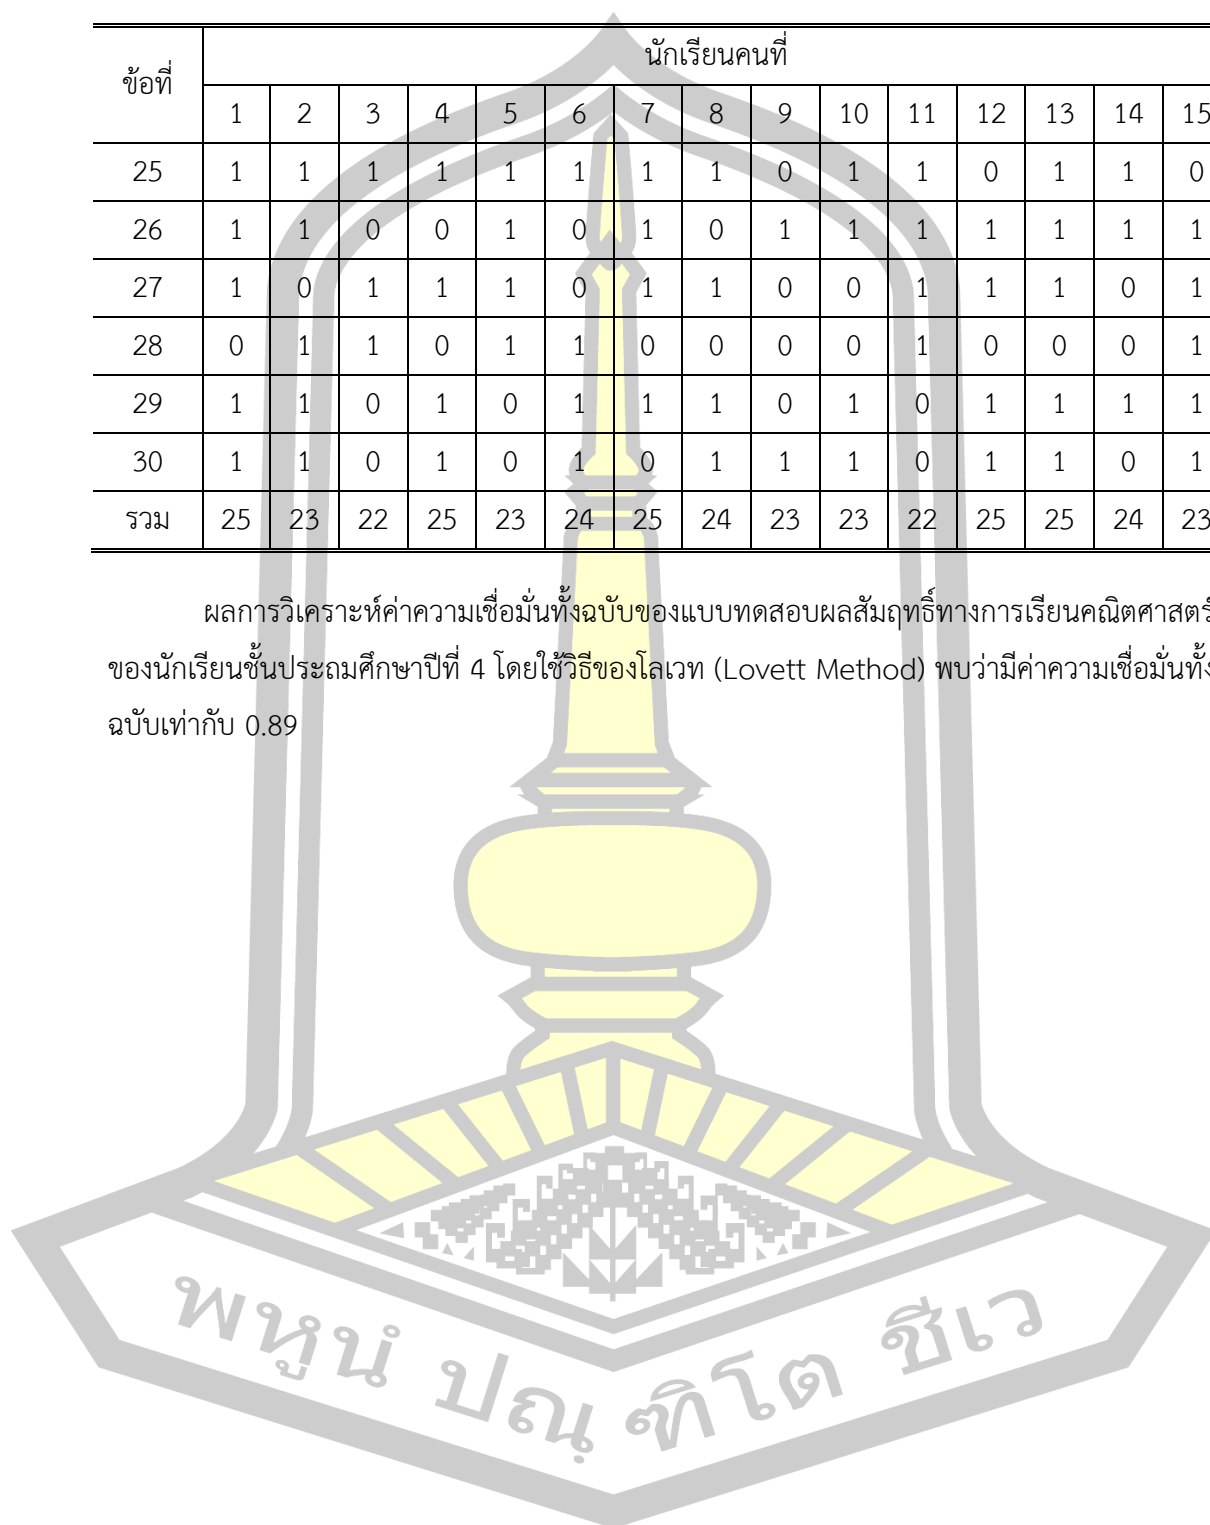 ข้อที่ นักเรียนคนที่
1 2 3 4 5 6 7 8 9 10 11 12 13 14 15
25 1 1 1 1 1 1 1 1 0 1 1 0 1 1 0
26 1 1 0 0 1 0 1 0 1 1 1 1 1 1 1
27 1 0 1 1 1 0 1 1 0 0 1 1 1 0 1
28 0 1 1 0 1 1 0 0 0 0 1 0 0 0 1
29 1 1 0 1 0 1 1 1 0 1 0 1 1 1 1
30 1 1 0 1 0 1 0 1 1 1 0 1 1 0 1
รวม 25 23 22 25 23 24 25 24 23 23 22 25 25 24 23
ผลการวิเคราะห์ค่าความเชื่อมั่นทั้งฉบับของแบบทดสอบผลสัมฤทธิ์ทางการเรียนคณิตศาสตร์
ของนักเรียนชั้นประถมศึกษาปีที่ 4 โดยใช้วิธีของโลเวท (Lovett Method) พบว่ามีค่าความเชื่อมั่นทั้ง
ฉบับเท่ากับ 0.89
พหูนํ ปณฺฑิโต ชีเว